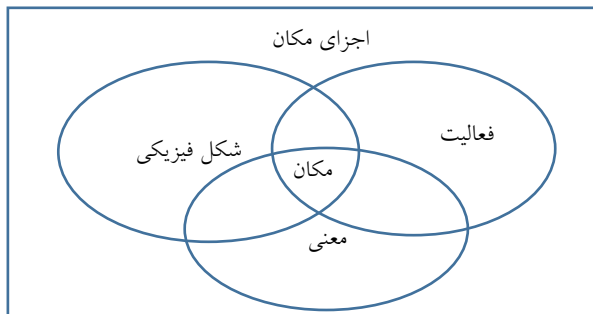 اجزای مکان
فعالیت
شکل فیزیکی
مکان
معنی